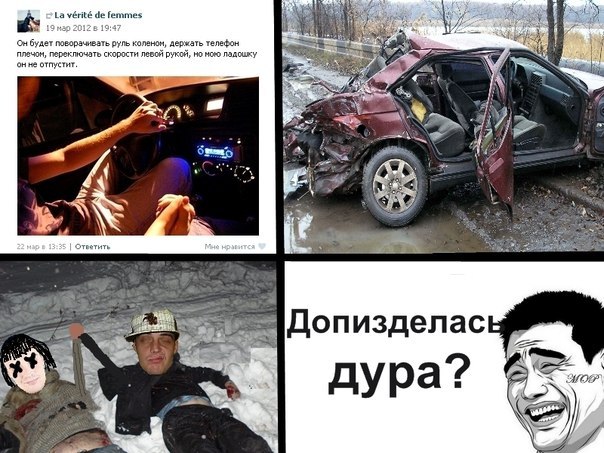 La vérité de femmes
19 мар 2012 в 19:47
Он будет поворачивать руль коленом, держать телефон
плечом, переключать скорости левой рукой, но мою ладошку
он не отпустит.
22 мар в 13:35 | Ответить
Мне нравится
Допизделась
дура?
MOP